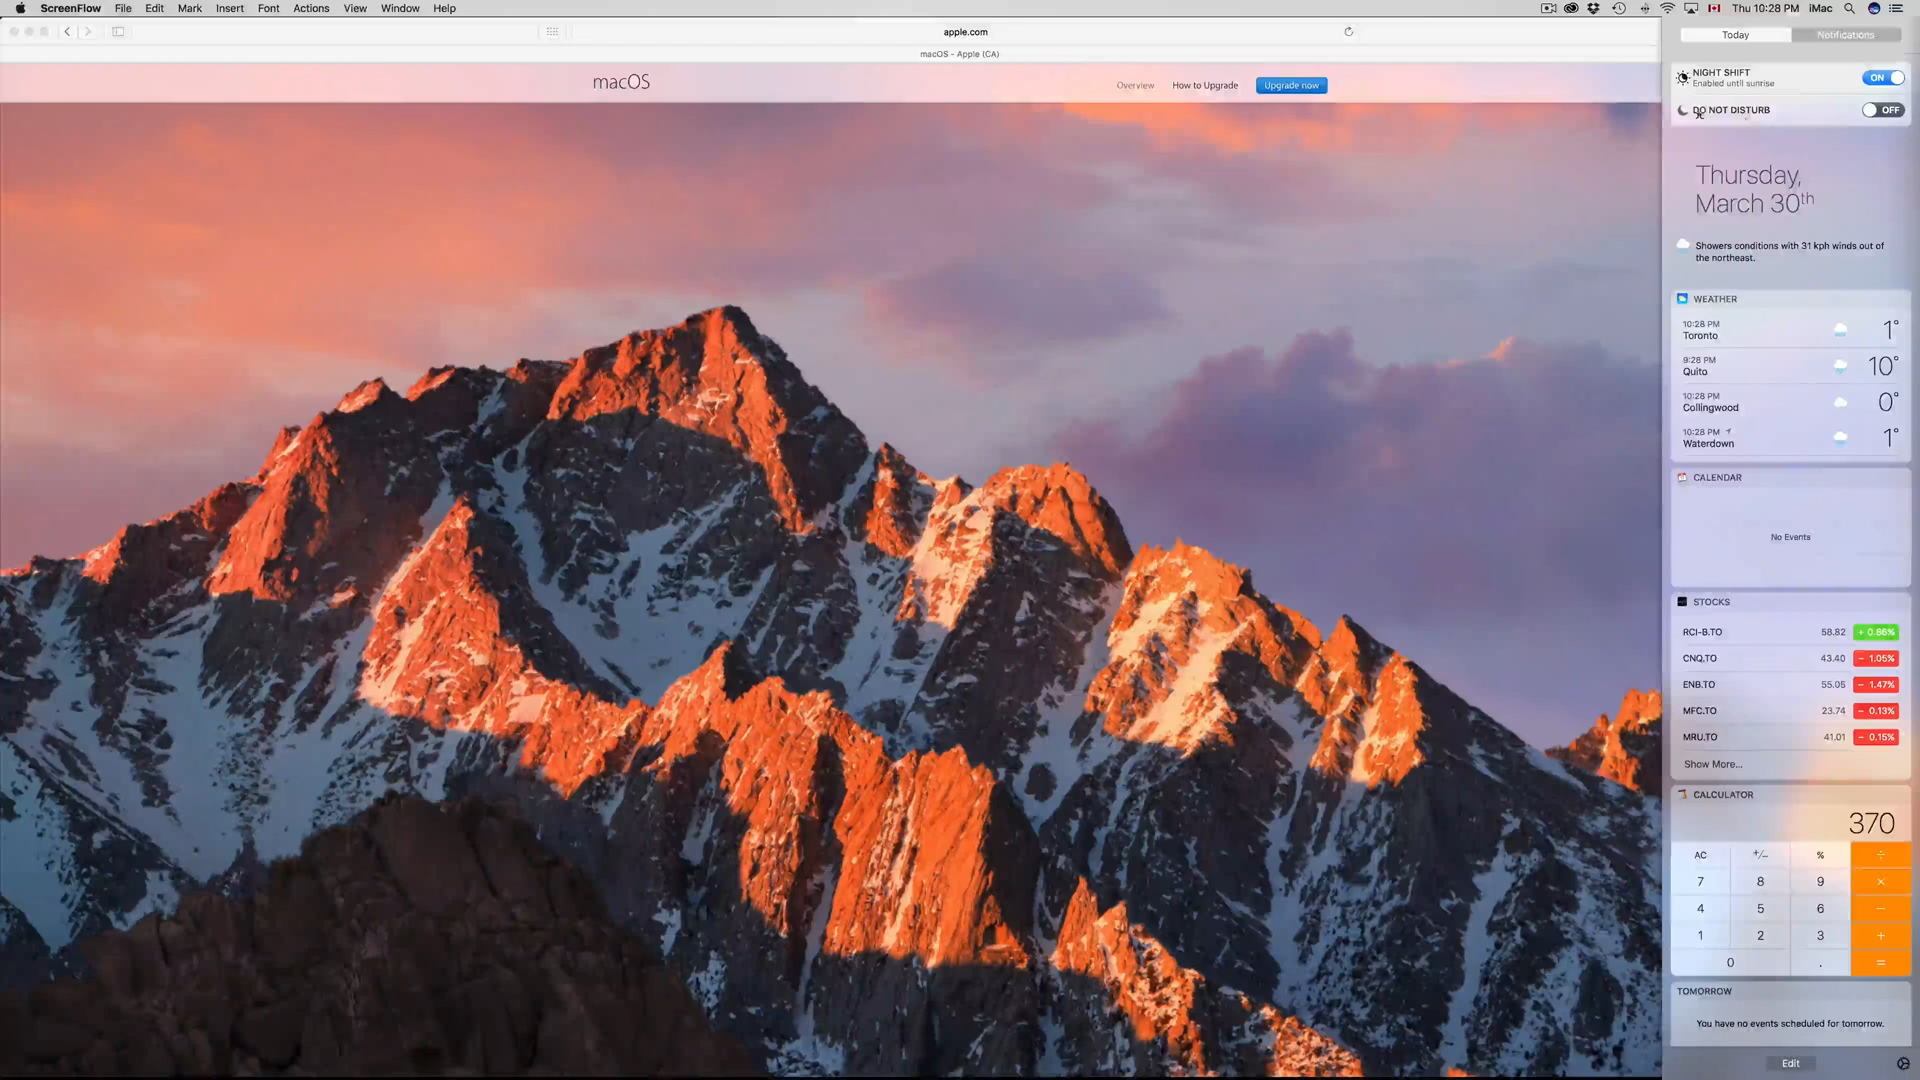 ScreenFlow File Edit Mark Insert Font Actions View Window Help
Thu 10:28 PM iMac
apple.com
macOS - Apple (CA)
macOS
Overview How to Upgrade Upgrade now
Today Notifications
NIGHT SHIFT
Enabled until sunrise
ON
DO NOT DISTURB
OFF
Thursday,
March 30th
Showers conditions with 31 kph winds out of
the northeast.
WEATHER
10:28 PM
Toronto 1°
9:28 PM
Quito 10°
10:28 PM
Collingwood 0°
10:28 PM
Waterdown 1°
CALENDAR
No Events
STOCKS
RCI-B.TO 58.82 + 0.86%
CNQ.TO 43.40 - 1.05%
ENB.TO 55.05 - 1.47%
MFC.TO 23.74 - 0.13%
MRU.TO 41.01 - 0.15%
Show More...
CALCULATOR
370
AC +/- % ÷
7 8 9 ×
4 5 6 −
1 2 3 +
0 . =
TOMORROW
You have no events scheduled for tomorrow.
Edit